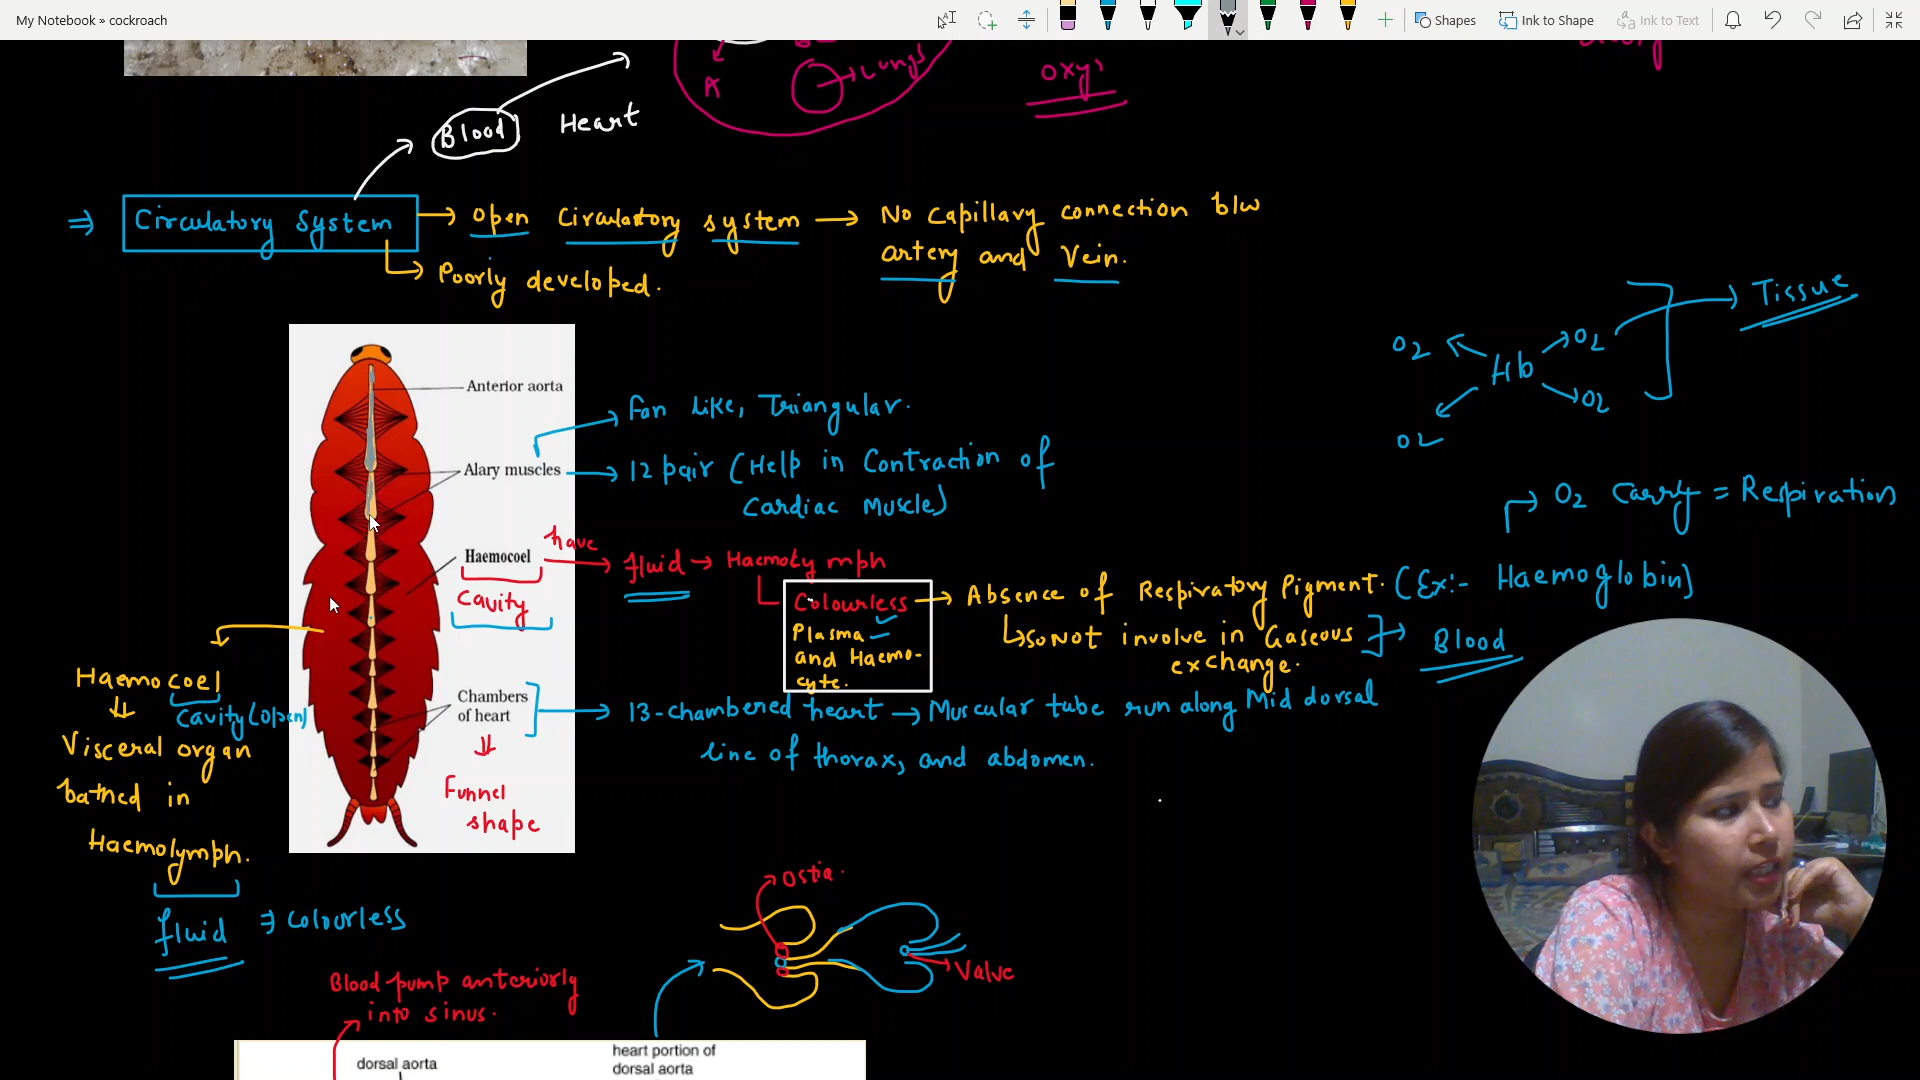 My Notebook » cockroach
Shapes
Ink to Shape
Ink to Text
A
Lungs
oxy
Blood
Heart
Circulatory System
Open Circulatory system → No Capillary connection b/w
artery and Vein.
Poorly developed.
Tissue
O2
Hb
O2
O2
O2
Anterior aorta
Alary muscles
Haemocoel
Chambers
of heart
Fan like, Triangular.
12 pair (Help in Contraction of
Cardiac Muscle)
O2 Carry = Respiration
have
fluid → Haemoly mph
Cavity
Colourless
Plasma
and Haemo-
cyte.
Absence of Respiratory Pigment. (Ex:- Haemoglobin)
So Not involve in Gaseous
exchange.
Blood
Haemocoel
Cavity (open)
Visceral organ
bathed in
Haemolymph.
fluid
colourless
13-chambered heart → Muscular tube run along Mid dorsal
line of thorax, and abdomen.
Funnel
shape
Ostia.
Valve
Blood pump anteriorly
into sinus.
dorsal aorta
heart portion of
dorsal aorta